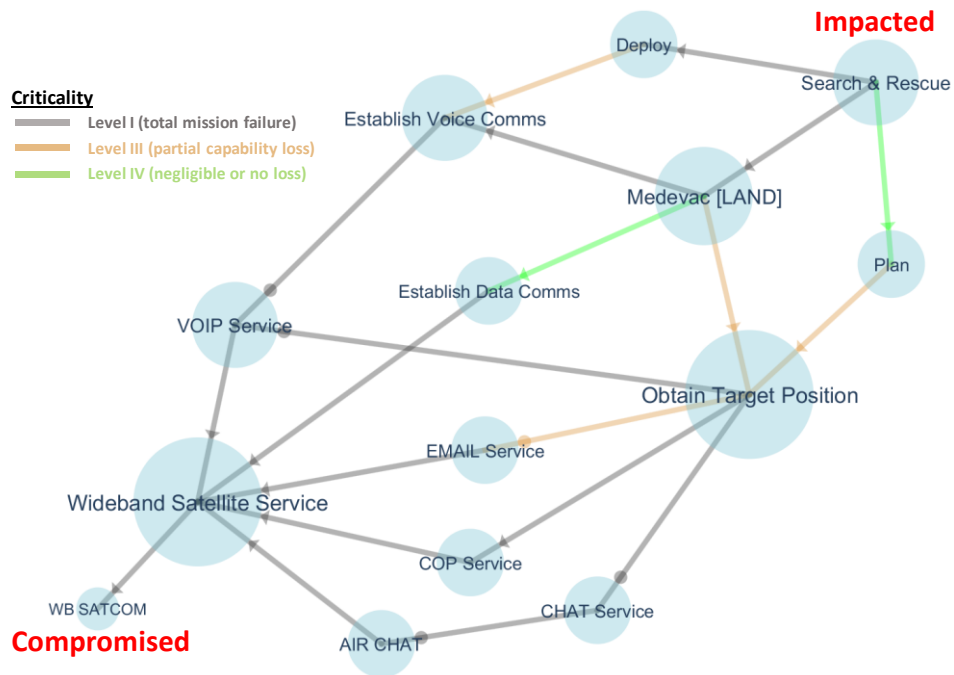 Impacted
Deploy
Search & Rescue
Criticality
Level I (total mission failure)
Level III (partial capability loss)
Level IV (negligible or no loss)
Establish Voice Comms
Medevac [LAND]
Plan
Establish Data Comms
VOIP Service
Obtain Target Position
EMAIL Service
Wideband Satellite Service
COP Service
WB SATCOM
CHAT Service
Compromised
AIR CHAT